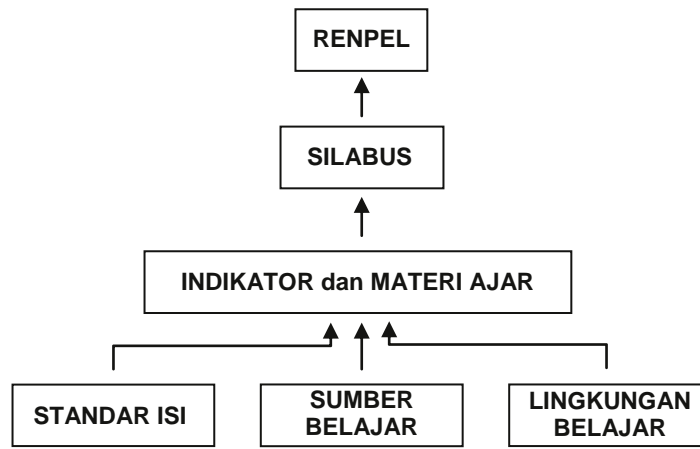 RENPEL
SILABUS
INDIKATOR dan MATERI AJAR
STANDAR ISI
SUMBER
BELAJAR
LINGKUNGAN
BELAJAR